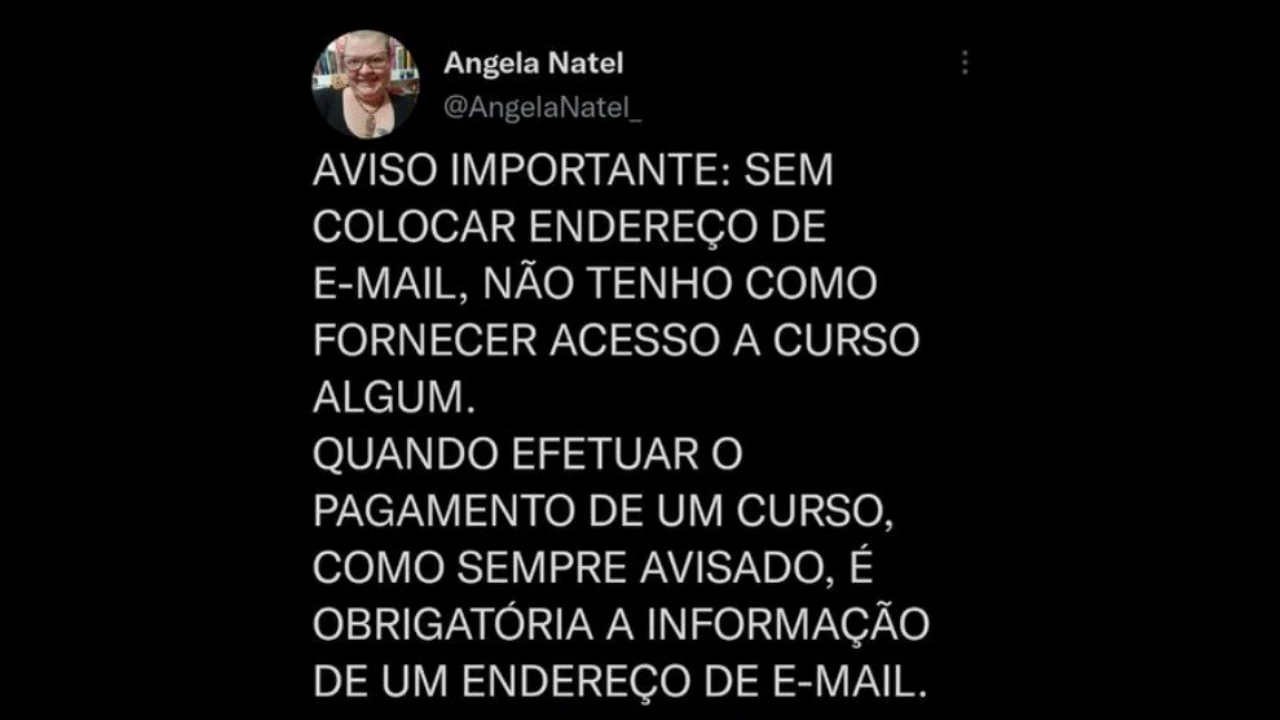 Angela Natel
@AngelaNatel_
AVISO IMPORTANTE: SEM
COLOCAR ENDEREÇO DE
E-MAIL, NÃO TENHO COMO
FORNECER ACESSO A CURSO
ALGUM.
QUANDO EFETUAR O
PAGAMENTO DE UM CURSO,
COMO SEMPRE AVISADO, É
OBRIGATÓRIA A INFORMAÇÃO
DE UM ENDEREÇO DE E-MAIL.